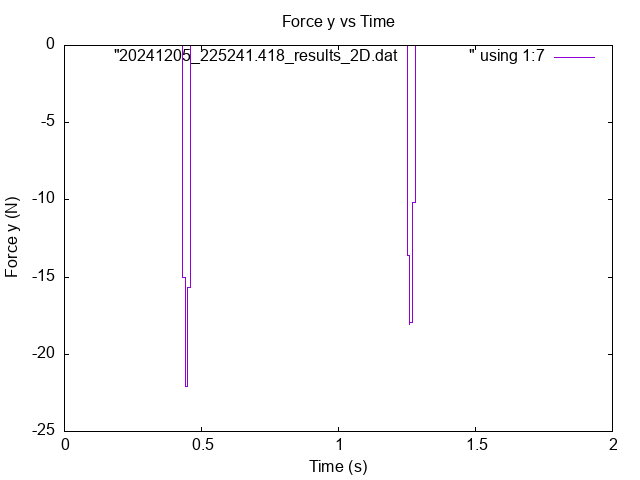 Force y vs Time
"20241205_225241.418_results_2D.dat " using 1:7
0
-5
-10
-15
-20
-25
Force y (N)
0 0.5 1 1.5 2
Time (s)